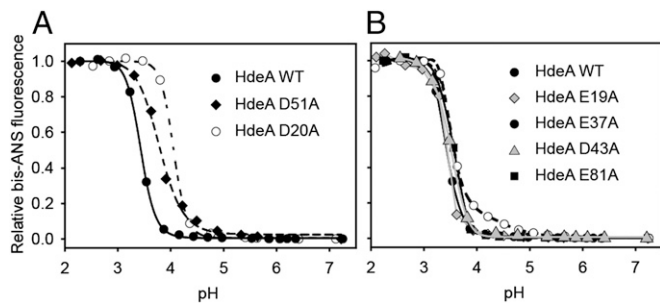 A
Relative bis-ANS fluorescence
1.0
0.8
0.6
0.4
0.2
0.0
HdeA WT
HdeA D51A
HdeA D20A
2 3 4 5 6 7
pH
B
HdeA WT
HdeA E19A
HdeA E37A
HdeA D43A
HdeA E81A
2 3 4 5 6 7
pH